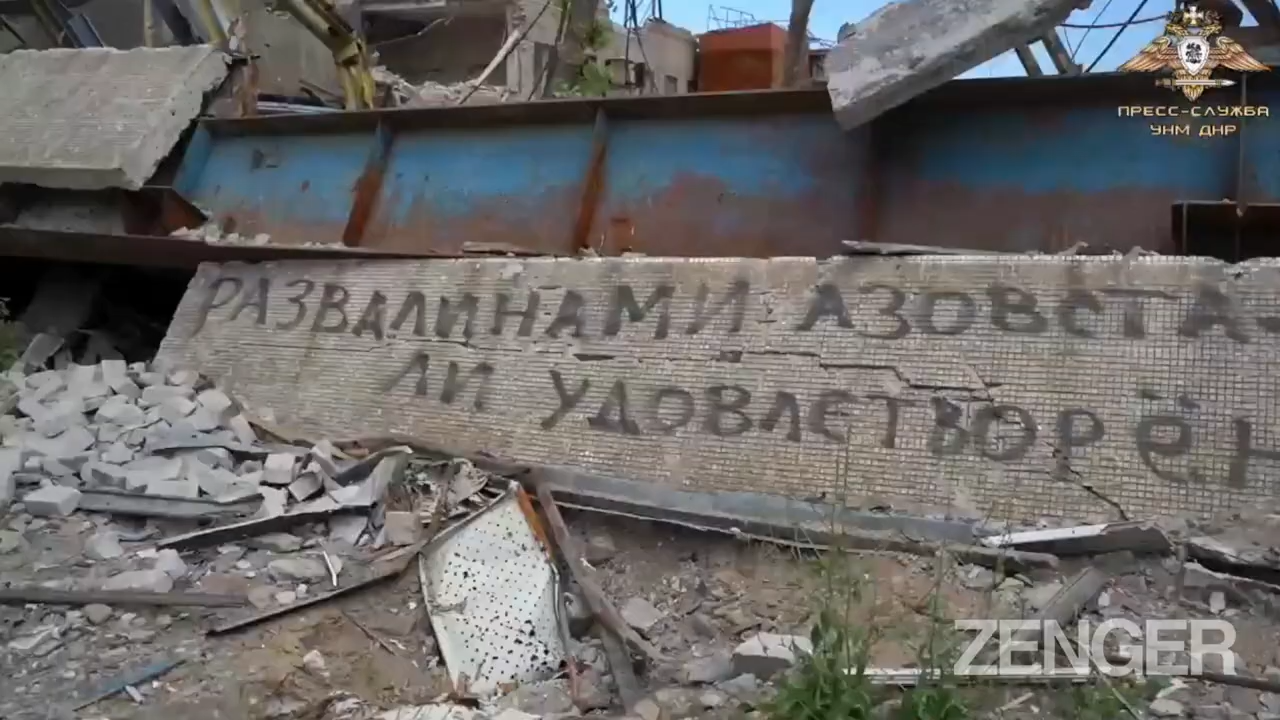 ПРЕСС-СЛУЖБА
УНМ ДНР
РАЗВАЛИНАМИ АЗОВСТА-
ЛИ УДОВЛЕТВОРЁН
ZENGER